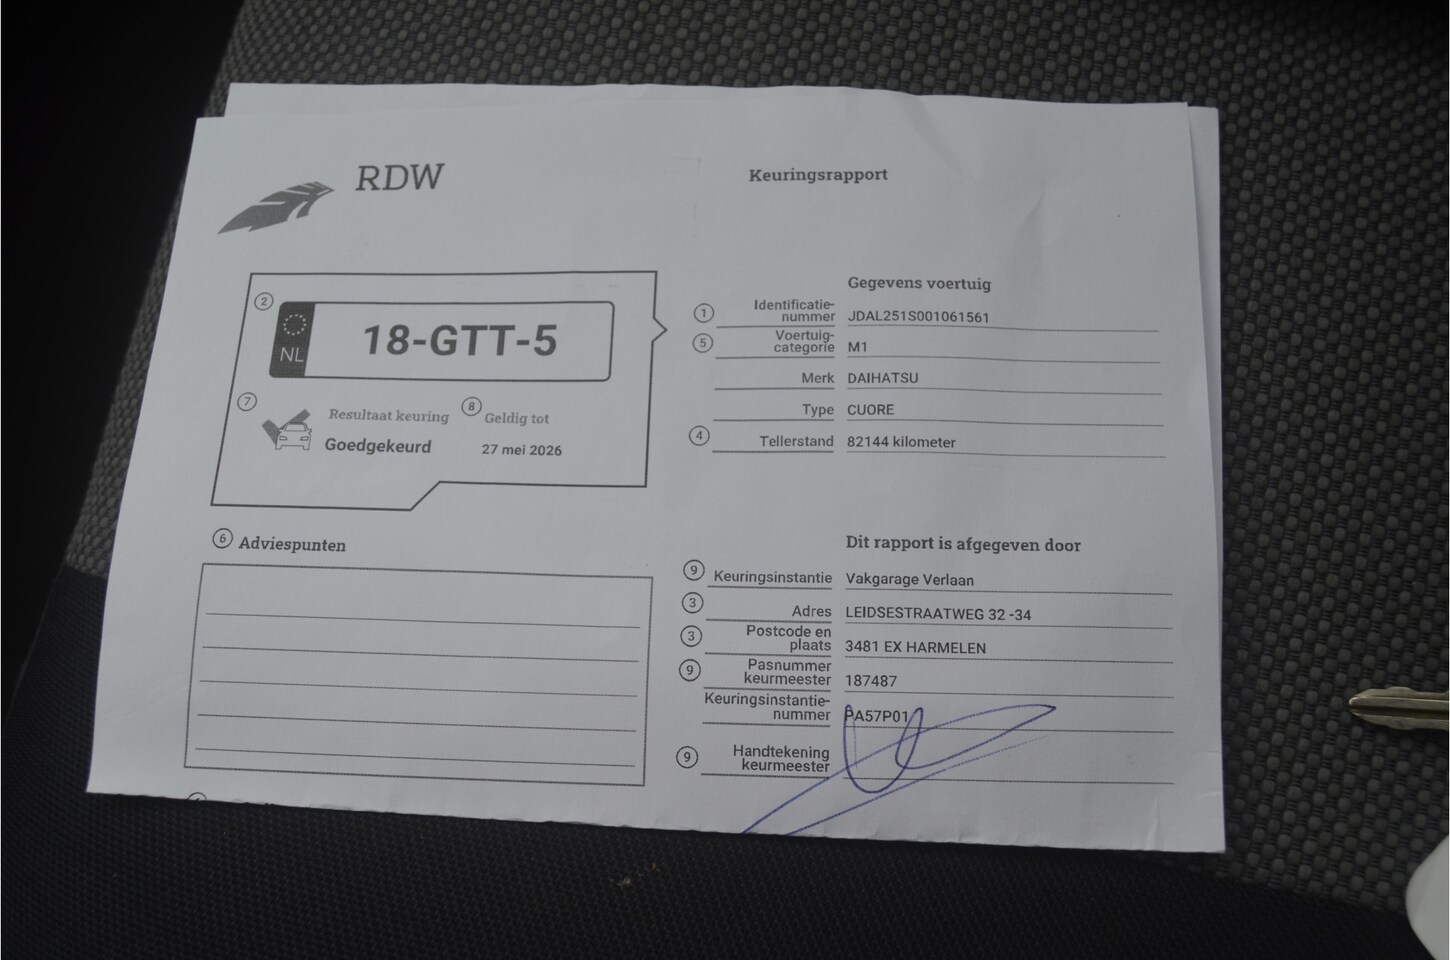 RDW
Keuringsrapport
2
NL
18-GTT-5
7
Resultaat keuring
Goedgekeurd
8
Geldig tot
27 mei 2026
Gegevens voertuig
1
Identificatie-
nummer
JDAL251S001061561
5
Voertuig-
categorie
M1
Merk
DAIHATSU
Type
CUORE
4
Tellerstand
82144 kilometer
6
Adviespunten
Dit rapport is afgegeven door
9
Keuringsinstantie
Vakgarage Verlaan
3
Adres
LEIDSESTRAATWEG 32 -34
3
Postcode en
plaats
3481 EX HARMELEN
9
Pasnummer
keurmeester
187487
Keuringsinstantie-
nummer
PA57P01
9
Handtekening
keurmeester